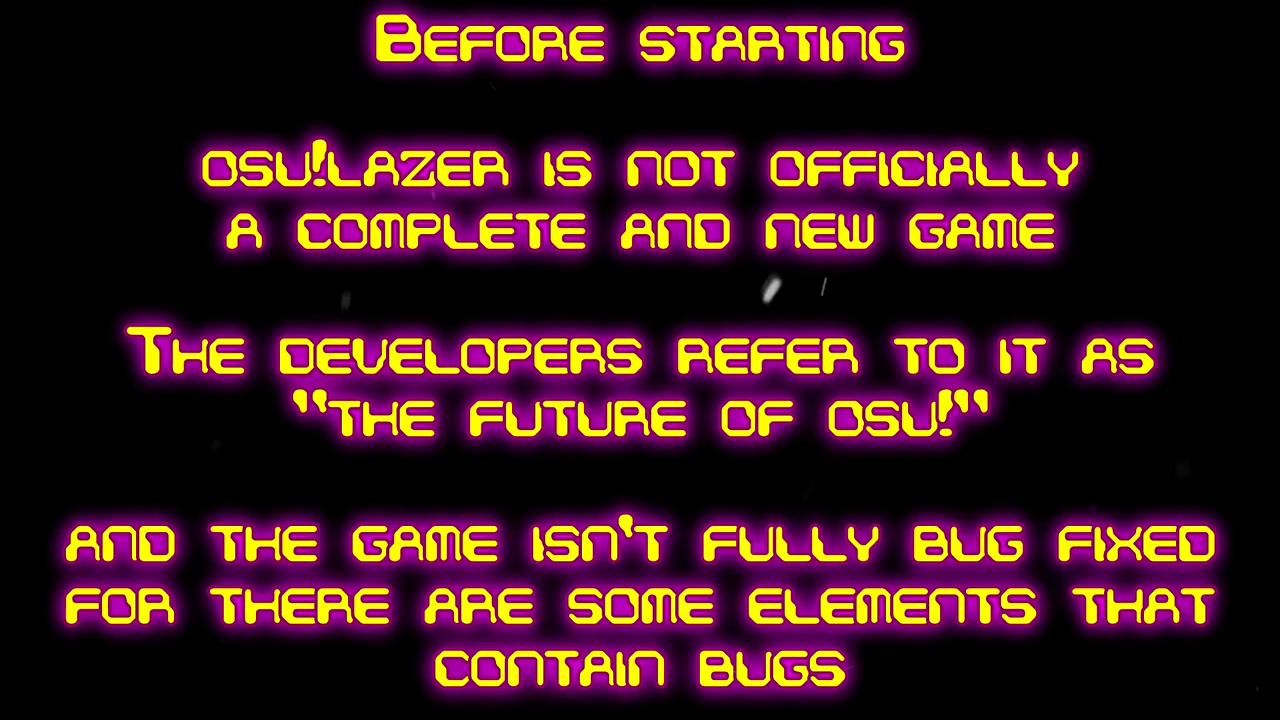 Before starting
osu!lazer is not officially
a complete and new game
The developers refer to it as
"the future of osu!"
and the game isn't fully bug fixed
for there are some elements that
contain bugs